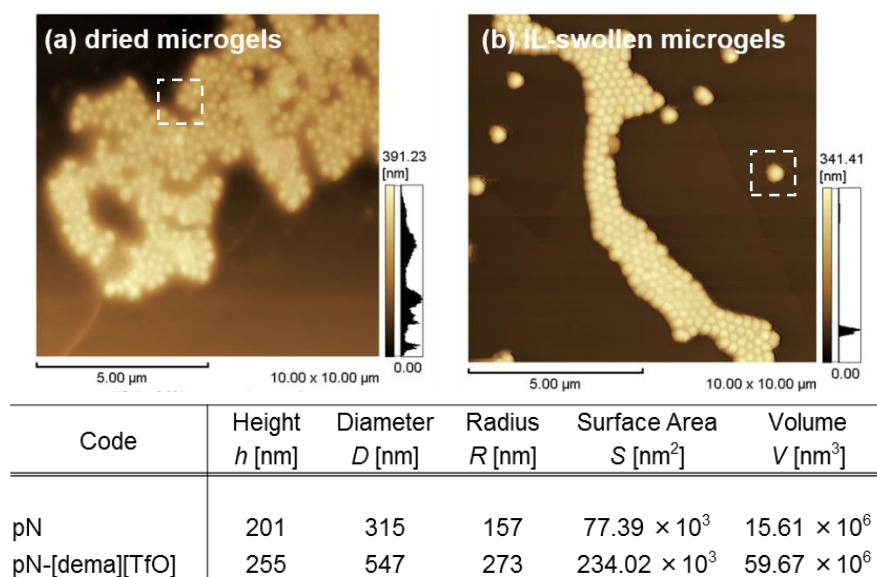 (a) dried microgels
(b) IL-swollen microgels
391.23
[nm]
0.00
5.00 µm
10.00 x 10.00 µm
341.41
[nm]
0.00
5.00 µm
10.00 x 10.00 µm
Code Height Diameter Radius Surface Area Volume
h [nm] D [nm] R [nm] S [nm²] V [nm³]
pN 201 315 157 77.39 × 10³ 15.61 × 10⁶
pN-[dema][TfO] 255 547 273 234.02 × 10³ 59.67 × 10⁶